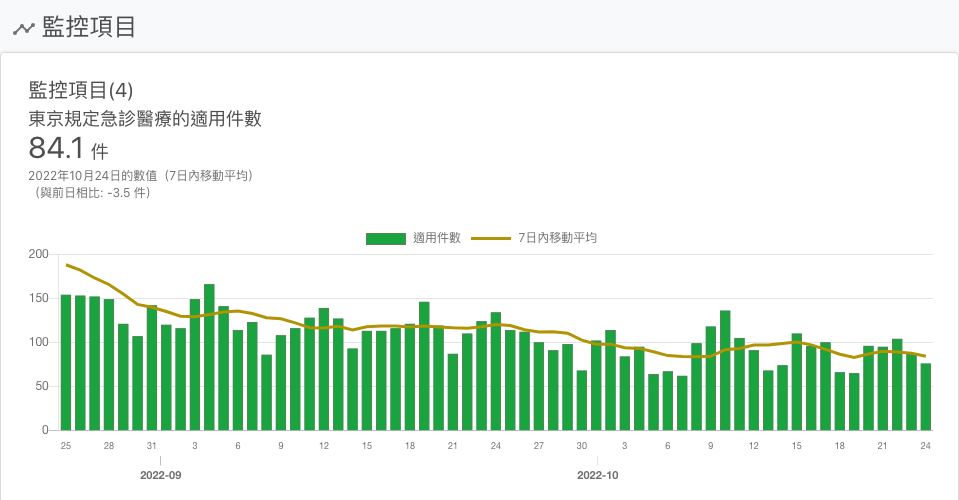 監控項目
監控項目(4)
東京規定急診醫療的適用件數
84.1 件
2022年10月24日的數值（7日內移動平均）
（與前日相比: -3.5 件）
適用件數 7日內移動平均
200
150
100
50
0
25 28 31 3 6 9 12 15 18 21 24 27 30 3 6 9 12 15 18 21 24
2022-09 2022-10